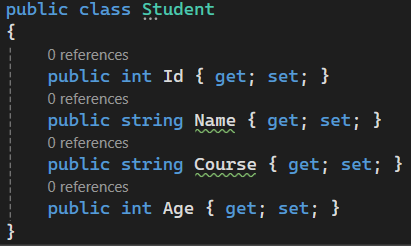 public class Student
{
0 references
public int Id { get; set; }
0 references
public string Name { get; set; }
0 references
public string Course { get; set; }
0 references
public int Age { get; set; }
}